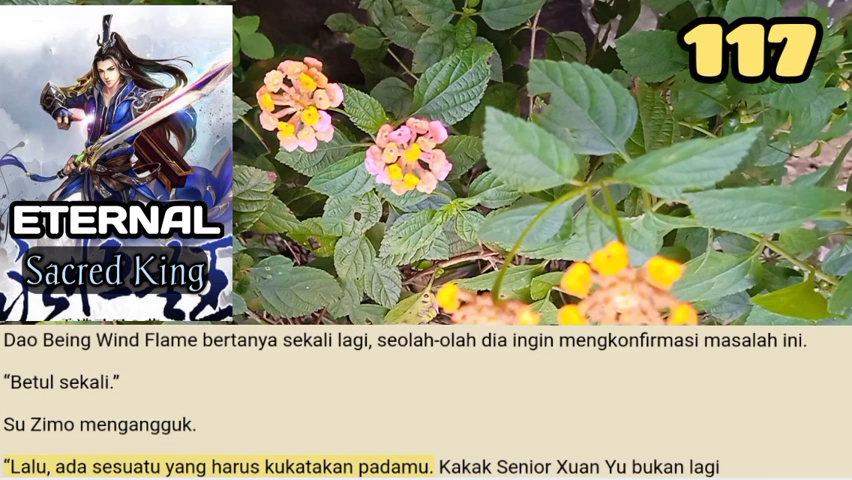 117
ETERNAL
Sacred King
Dao Being Wind Flame bertanya sekali lagi, seolah-olah dia ingin mengkonfirmasi masalah ini.
“Betul sekali.”
Su Zimo mengangguk.
“Lalu, ada sesuatu yang harus kukatakan padamu. Kakak Senior Xuan Yu bukan lagi